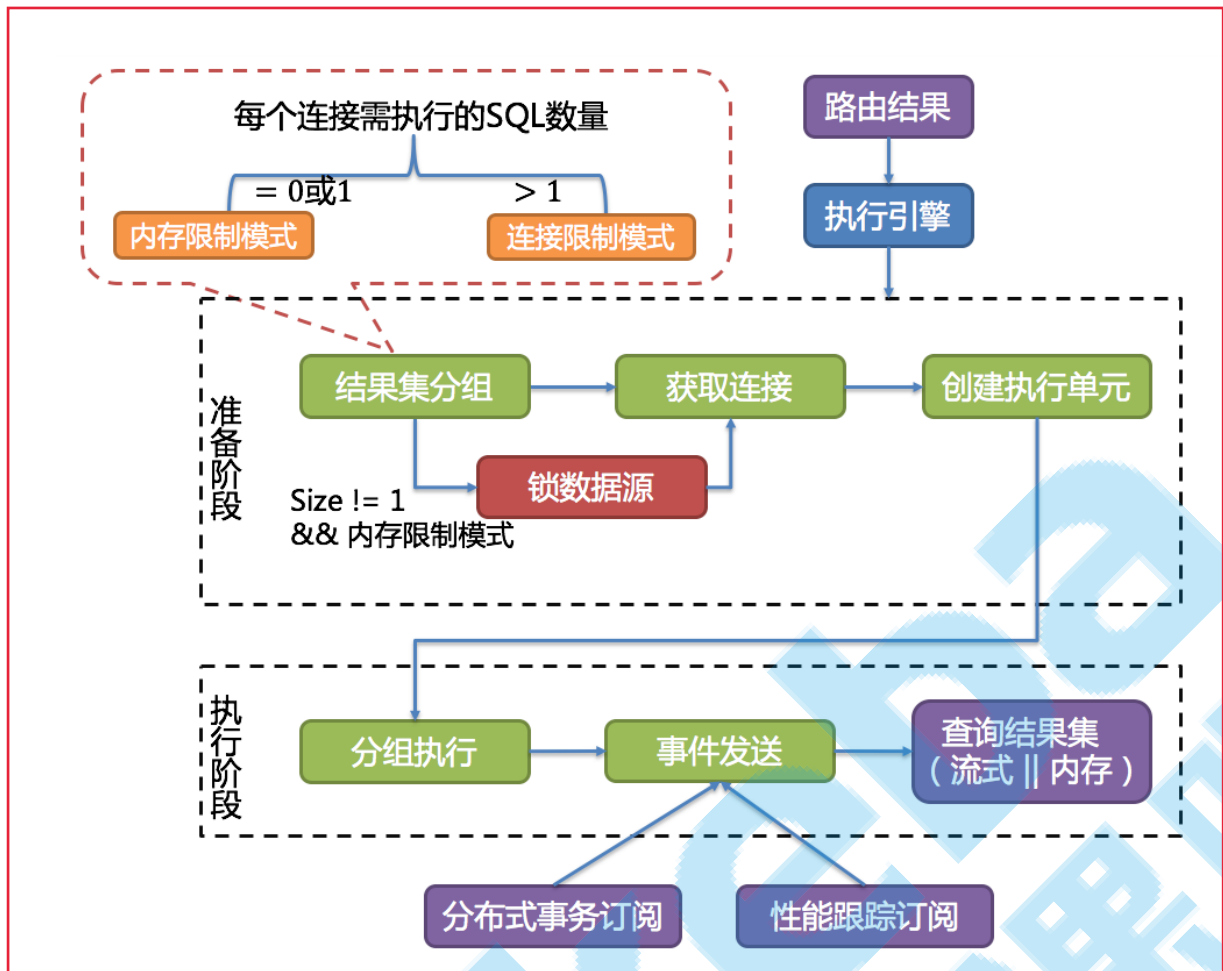 每个连接需执行的SQL数量
= 0或1
> 1
内存限制模式
连接限制模式
路由结果
执行引擎
准备阶段
结果集分组
获取连接
创建执行单元
锁数据源
Size != 1
&& 内存限制模式
执行阶段
分组执行
事件发送
查询结果集
（ 流式 || 内存 ）
分布式事务订阅
性能跟踪订阅